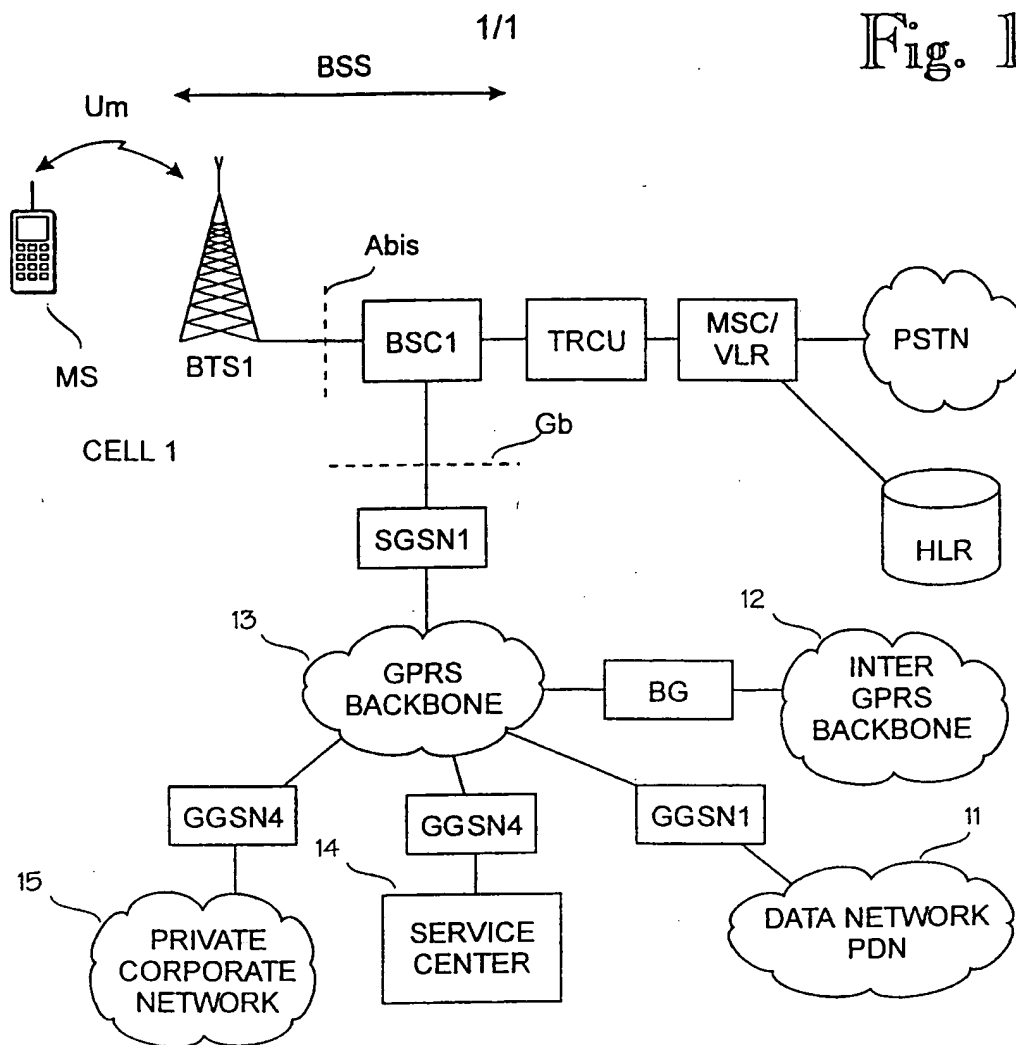 1/1
Fig. 1
BSS
Um
Abis
BSC1
TRCU
MSC/
VLR
PSTN
MS
BTS1
CELL 1
Gb
HLR
SGSN1
13
GPRS
BACKBONE
BG
12
INTER
GPRS
BACKBONE
GGSN4
GGSN4
GGSN1
11
15
14
PRIVATE
CORPORATE
NETWORK
SERVICE
CENTER
DATA NETWORK
PDN